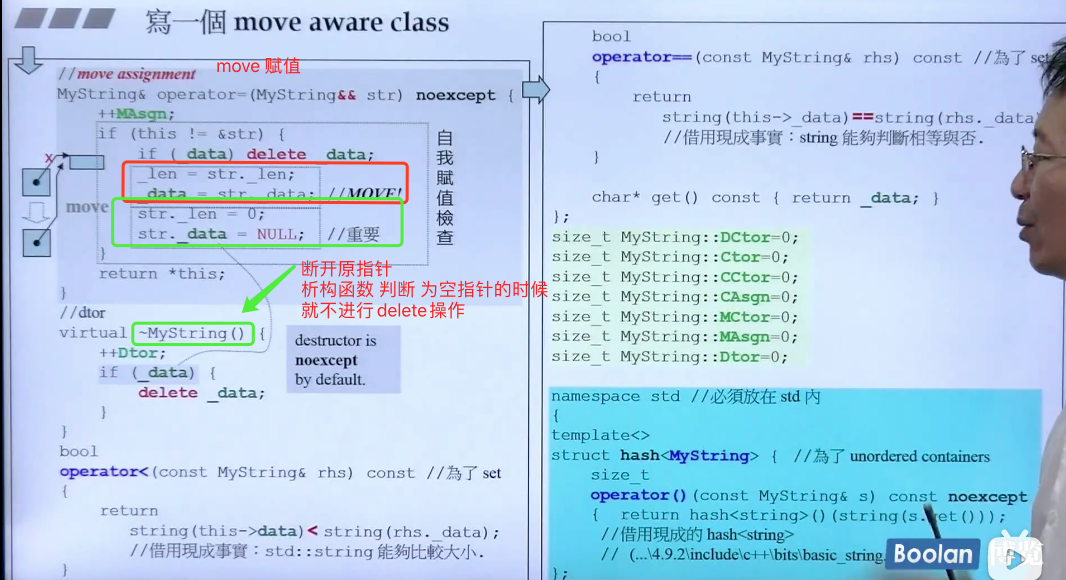 寫一個 move aware class
//move assignment
move 赋值
MyString& operator=(MyString&& str) noexcept {
++MAsgn;
if (this != &str) {
if (_data) delete _data;
_len = str._len;
_data = str._data; //MOVE!
str._len = 0;
str._data = NULL; //重要
}
return *this;
}
自我賦值檢查
x
move
断开原指针
析构函数 判断 为空指针的时候
就不进行delete操作
//dtor
virtual ~MyString() {
++Dtor;
if (_data) {
delete _data;
}
}
destructor is
noexcept
by default.
bool
operator<(const MyString& rhs) const //為了 set
{
return
string(this->data)< string(rhs._data);
//借用現成事實：std::string 能夠比較大小.
}
bool
operator==(const MyString& rhs) const //為了 set
{
return
string(this->_data)==string(rhs._data)
//借用現成事實：string 能夠判斷相等與否.
}
char* get() const { return _data; }
};
size_t MyString::DCtor=0;
size_t MyString::Ctor=0;
size_t MyString::CCtor=0;
size_t MyString::CAsgn=0;
size_t MyString::MCtor=0;
size_t MyString::MAsgn=0;
size_t MyString::Dtor=0;
namespace std //必須放在 std 內
{
template<>
struct hash<MyString> { //為了 unordered containers
size_t
operator()(const MyString& s) const noexcept
{ return hash<string>()(string(s.get()));
//借用現成的 hash<string>
// (...\4.9.2\include\c++\bits\basic_string.
};
Boolan
博览